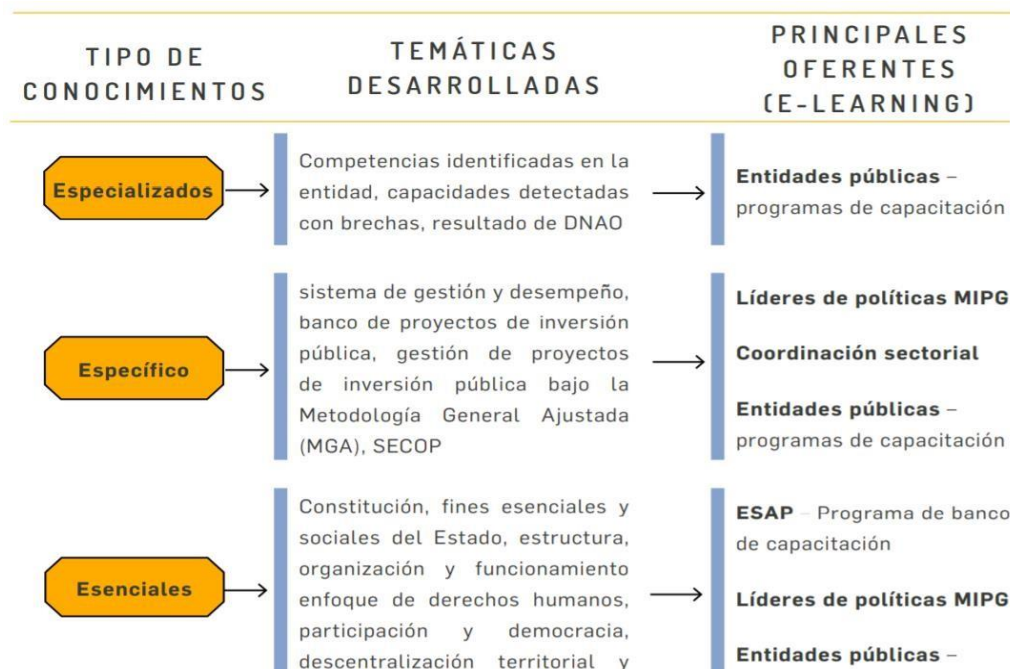 TIPO DE
CONOCIMIENTOS
TEMÁTICAS
DESARROLLADAS
PRINCIPALES
OFERENTES
(E-LEARNING)
Especializados
Competencias identificadas en la
entidad, capacidades detectadas
con brechas, resultado de DNAO
Entidades públicas –
programas de capacitación
Específico
sistema de gestión y desempeño,
banco de proyectos de inversión
pública, gestión de proyectos
de inversión pública bajo la
Metodología General Ajustada
(MGA), SECOP
Líderes de políticas MIPG
Coordinación sectorial
Entidades públicas –
programas de capacitación
Esenciales
Constitución, fines esenciales y
sociales del Estado, estructura,
organización y funcionamiento
enfoque de derechos humanos,
participación y democracia,
descentralización territorial y
ESAP – Programa de banco
de capacitación
Líderes de políticas MIPG
Entidades públicas –